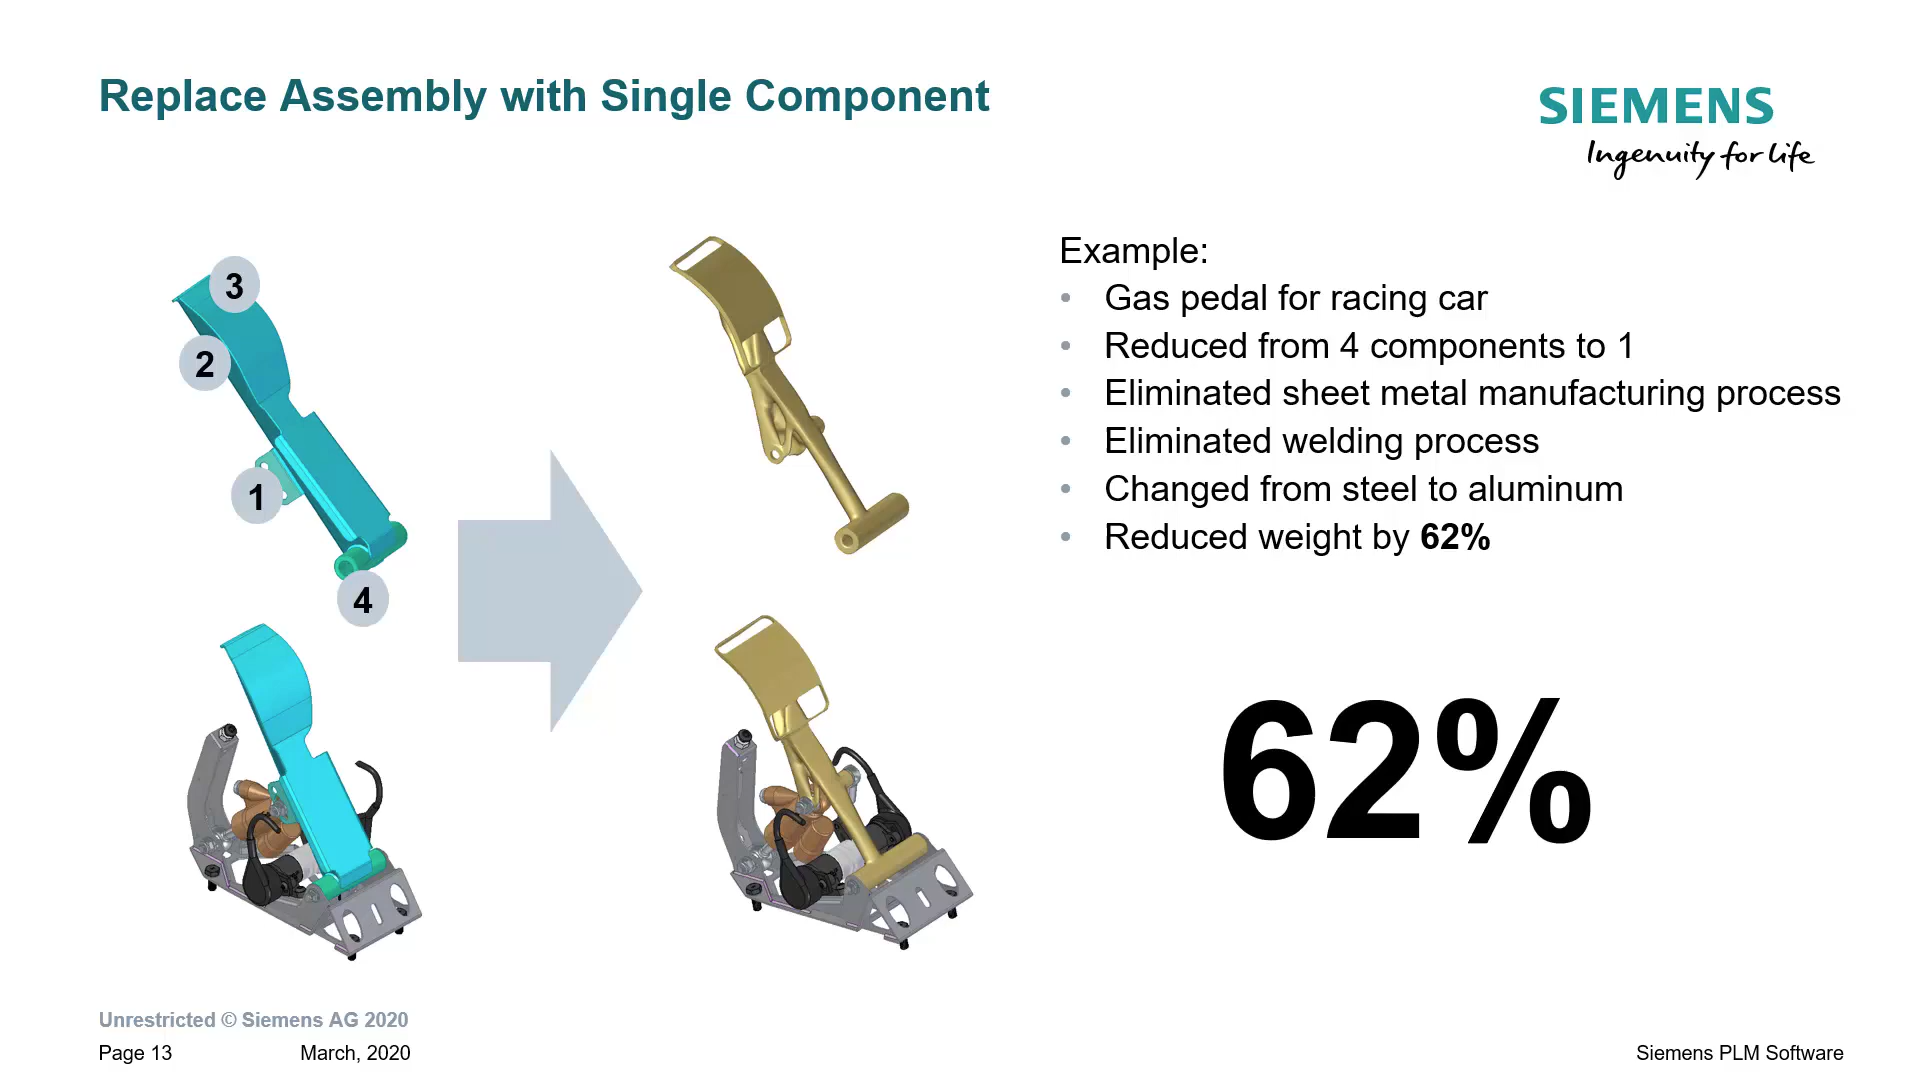 Replace Assembly with Single Component
SIEMENS
Ingenuity for life
3
2
1
4
Example:
• Gas pedal for racing car
• Reduced from 4 components to 1
• Eliminated sheet metal manufacturing process
• Eliminated welding process
• Changed from steel to aluminum
• Reduced weight by 62%
62%
Unrestricted © Siemens AG 2020
Page 13 March, 2020
Siemens PLM Software